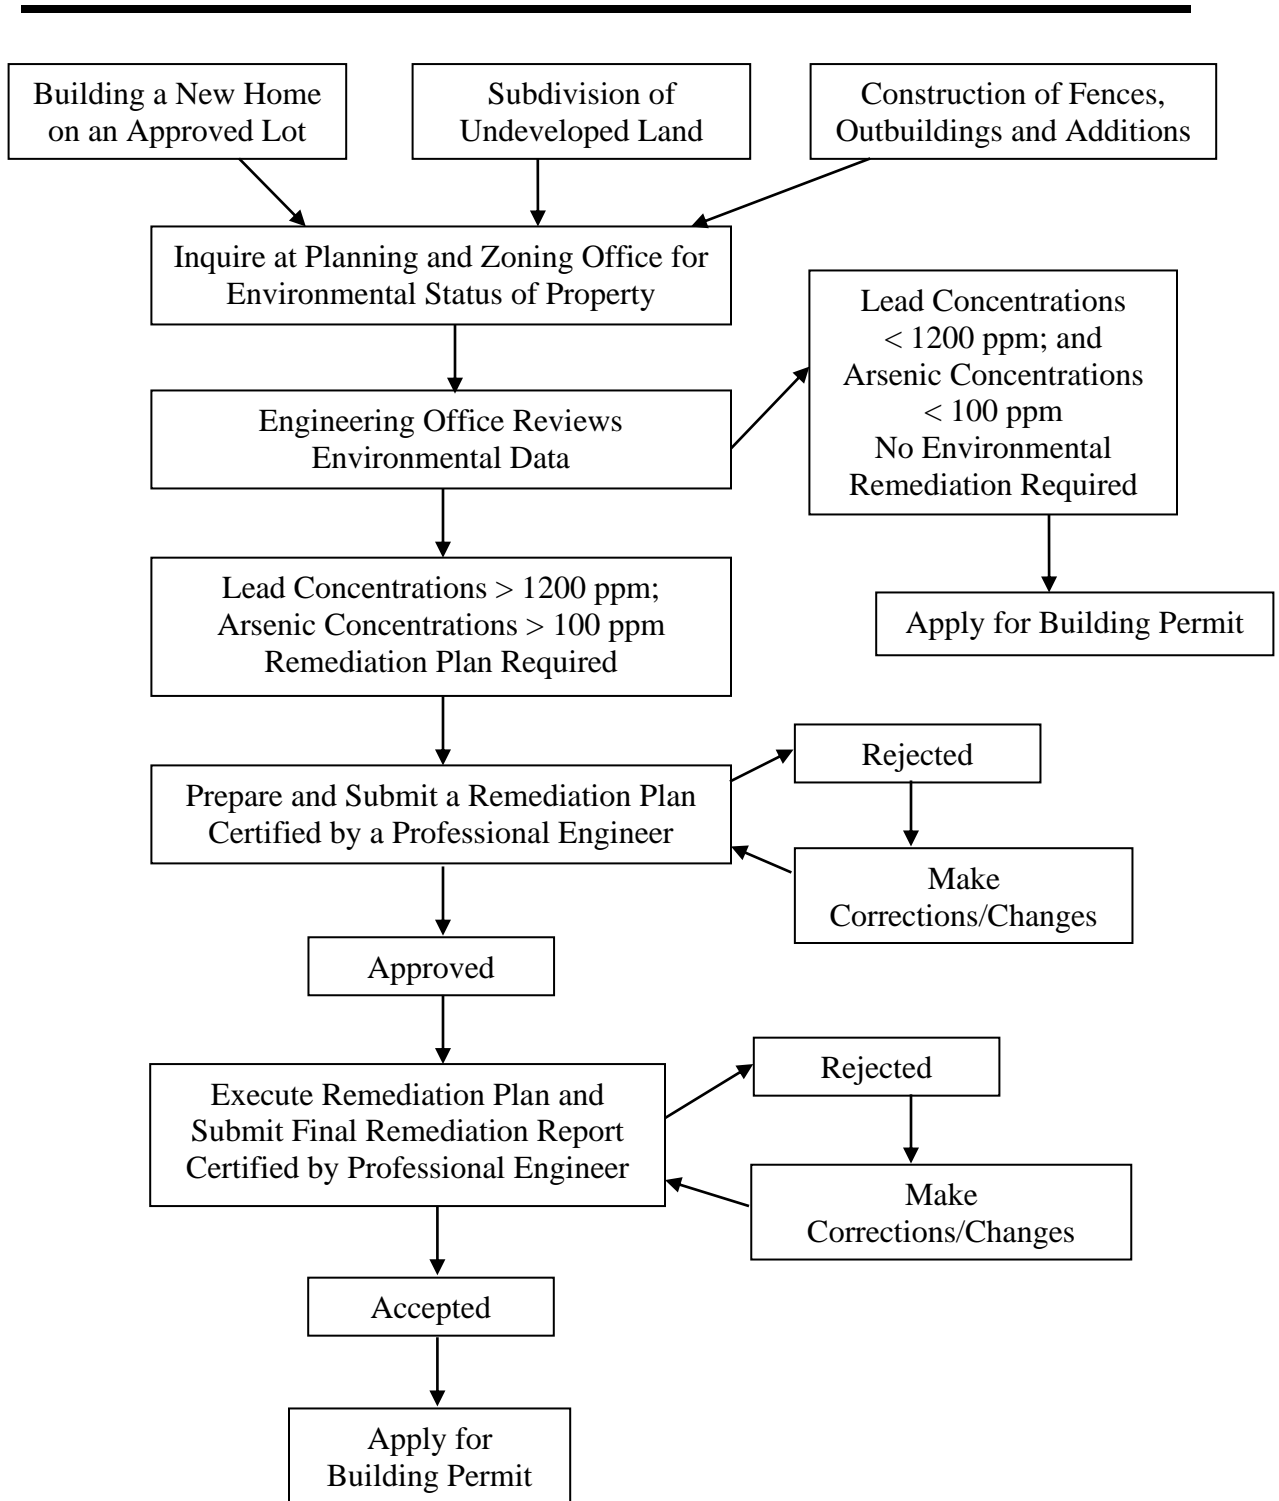 Building a New Home
on an Approved Lot
Subdivision of
Undeveloped Land
Construction of Fences,
Outbuildings and Additions
Inquire at Planning and Zoning Office for
Environmental Status of Property
Lead Concentrations
< 1200 ppm; and
Arsenic Concentrations
< 100 ppm
No Environmental
Remediation Required
Engineering Office Reviews
Environmental Data
Lead Concentrations > 1200 ppm;
Arsenic Concentrations > 100 ppm
Remediation Plan Required
Apply for Building Permit
Prepare and Submit a Remediation Plan
Certified by a Professional Engineer
Rejected
Make
Corrections/Changes
Approved
Execute Remediation Plan and
Submit Final Remediation Report
Certified by Professional Engineer
Rejected
Make
Corrections/Changes
Accepted
Apply for
Building Permit